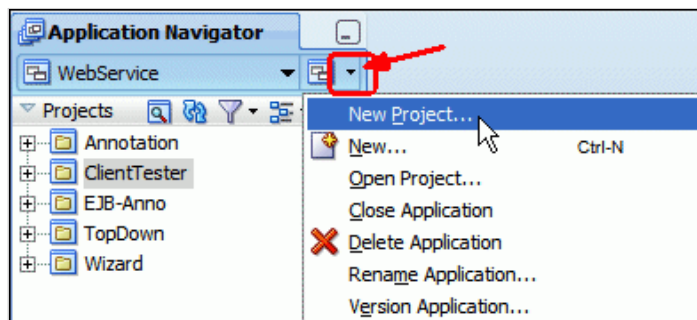 Application Navigator
WebService
Projects
Annotation
ClientTester
EJB-Anno
TopDown
Wizard
New Project...
New... Ctrl-N
Open Project...
Close Application
Delete Application
Rename Application...
Version Application...